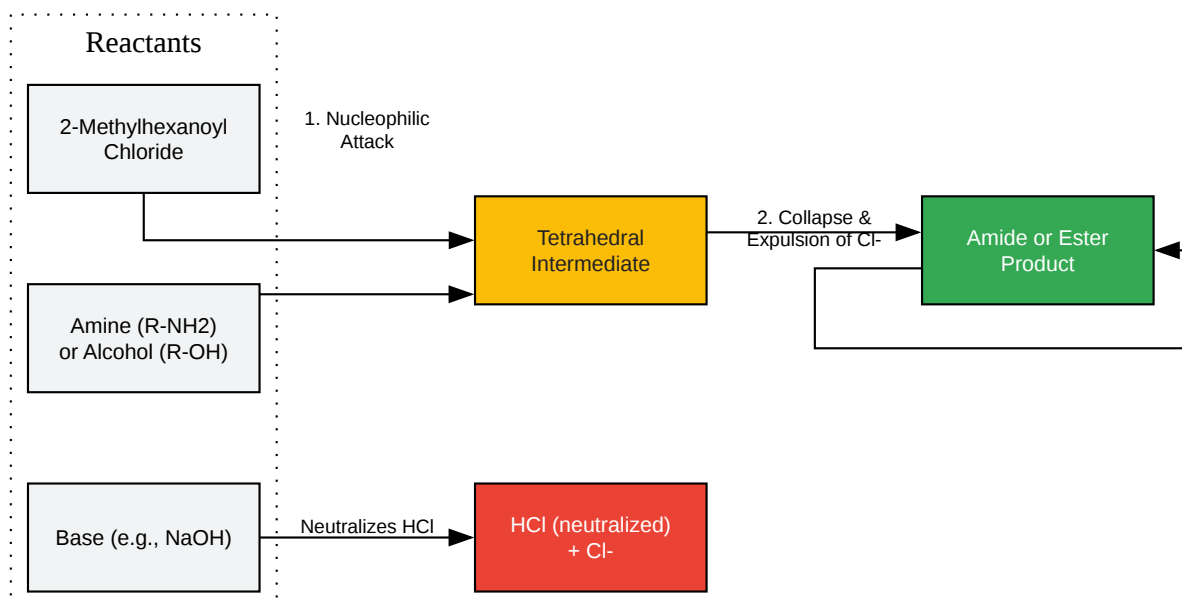 Reactants
2-Methylhexanoyl
Chloride
1. Nucleophilic
Attack
Tetrahedral
Intermediate
2. Collapse &
Expulsion of Cl-
Amide or Ester
Product
Amine (R-NH2)
or Alcohol (R-OH)
Base (e.g., NaOH)
Neutralizes HCl
HCl (neutralized)
+ Cl-